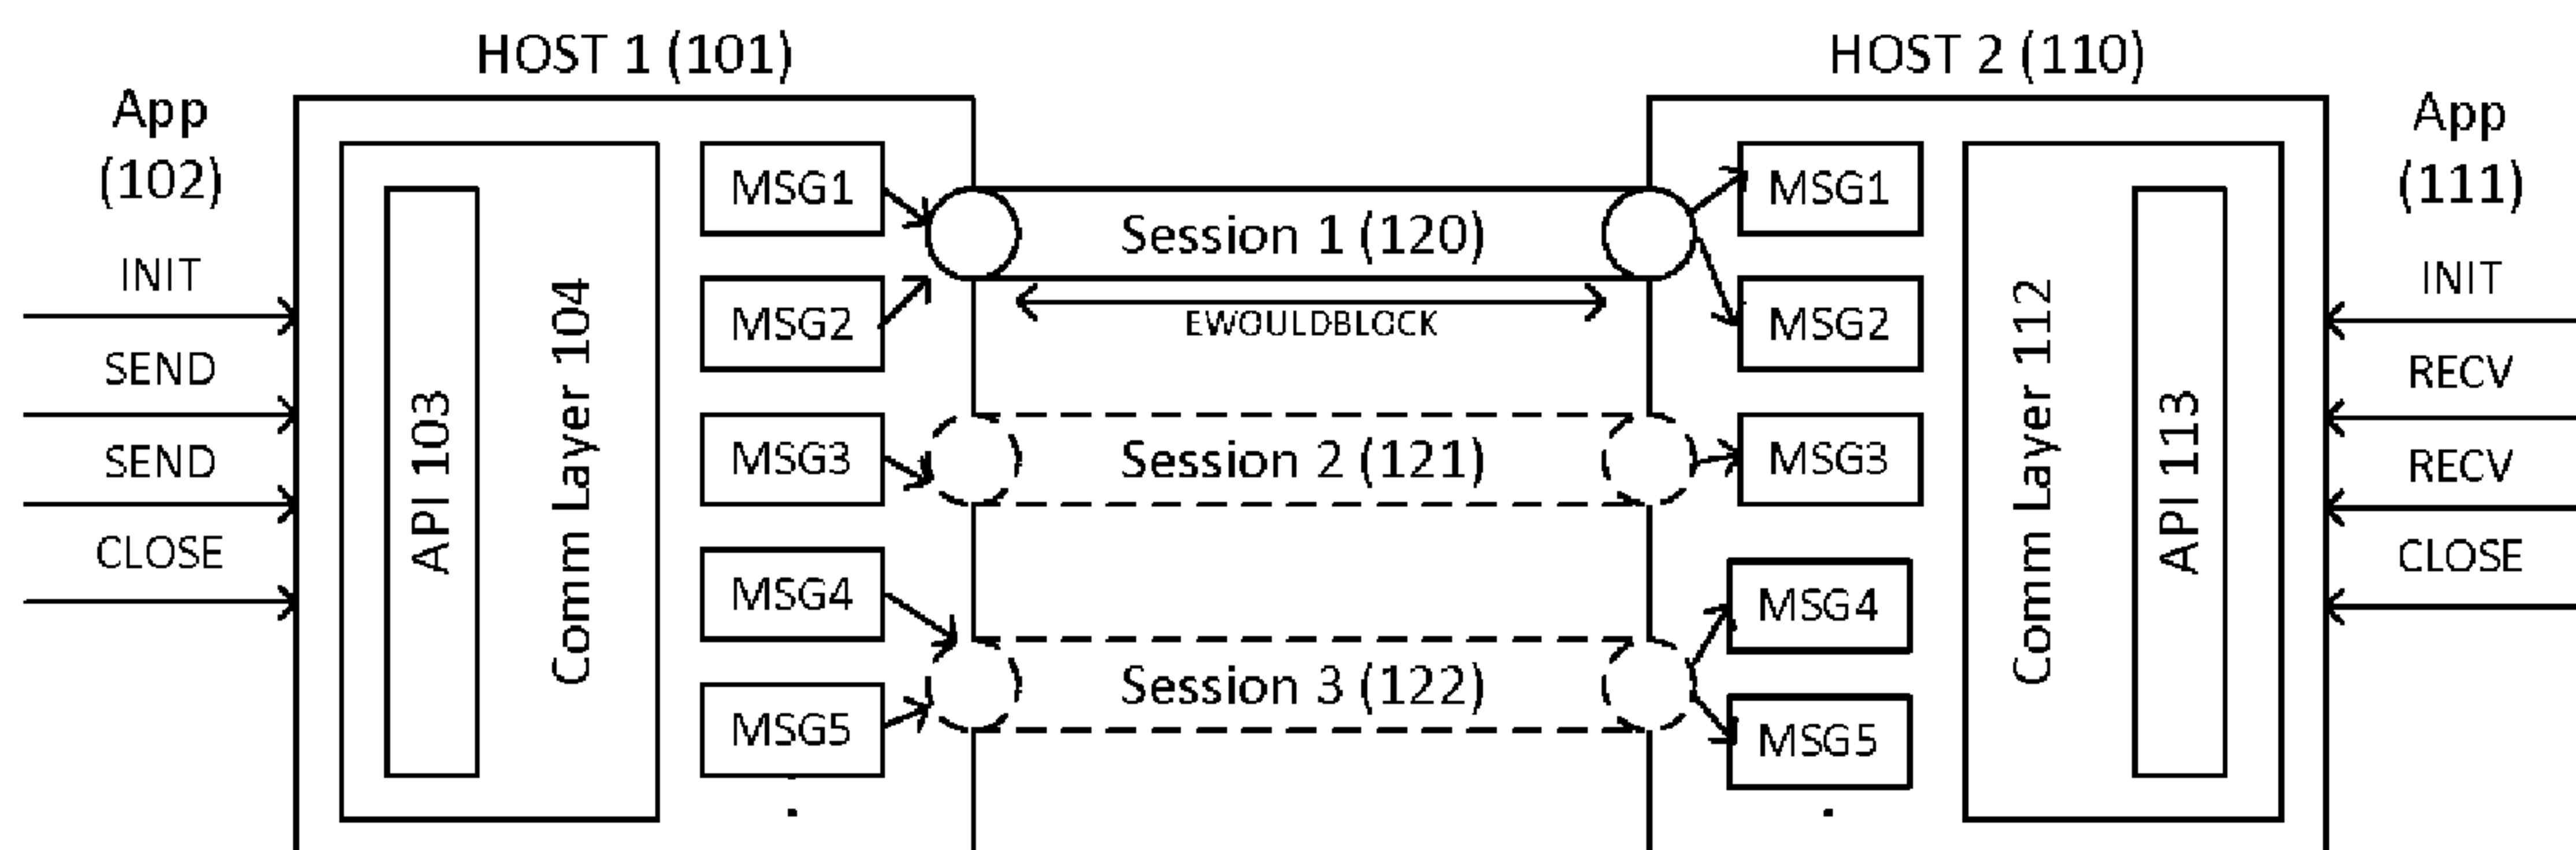 HOST 1 (101)
HOST 2 (110)
App
(102)
INIT
SEND
SEND
CLOSE
API 103
Comm Layer 104
MSG1
MSG2
MSG3
MSG4
MSG5
Session 1 (120)
EWOULDBLOCK
Session 2 (121)
Session 3 (122)
MSG1
MSG2
MSG3
MSG4
MSG5
Comm Layer 112
API 113
App
(111)
INIT
RECV
RECV
CLOSE